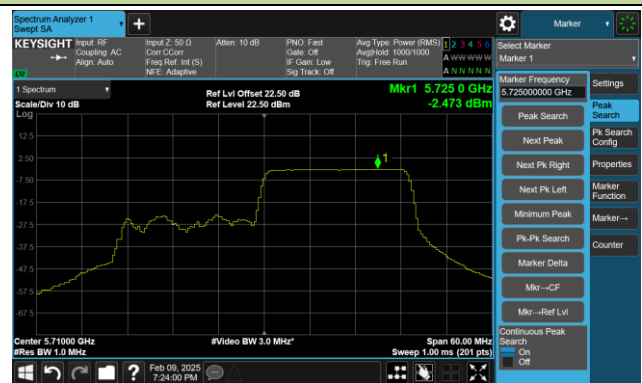 Spectrum Analyzer 1
Swept SA
+
Marker
KEYSIGHT
Input: RF
Coupling: AC
Align: Auto
Input Z: 50 Ω
Corr CCorr
Freq Ref: Int (S)
NFE: Adaptive
Atten: 10 dB
PNO: Fast
Gate: Off
IF Gain: Low
Sig Track: Off
Avg Type: Power (RMS)
Avg|Hold: 1000/1000
Trig: Free Run
1 2 3 4 5 6
A W W W W W
A N N N N N
Select Marker
Marker 1
1 Spectrum
Scale/Div 10 dB
Log
Ref Lvl Offset 22.50 dB
Ref Level 22.50 dBm
Mkr1 5.725 0 GHz
-2.473 dBm
12.5
2.50
-7.50
-17.5
-27.5
-37.5
-47.5
-57.5
-67.5
1
Center 5.71000 GHz
#Res BW 1.0 MHz
#Video BW 3.0 MHz*
Span 60.00 MHz
Sweep 1.00 ms (201 pts)
Marker Frequency
5.725000000 GHz
Peak Search
Next Peak
Next Pk Right
Next Pk Left
Minimum Peak
Pk-Pk Search
Marker Delta
Mkr→CF
Mkr→Ref Lvl
Continuous Peak
Search
On
Off
Settings
Peak
Search
Pk Search
Config
Properties
Marker
Function
Marker→
Counter
?
Feb 09, 2025
7:24:00 PM